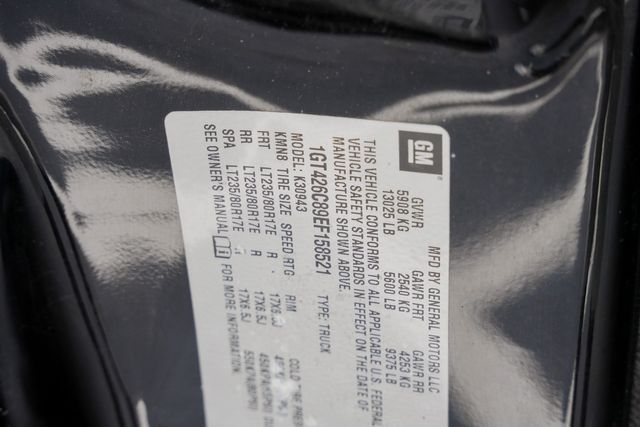 GM
MFD BY GENERAL MOTORS LLC
GVWR GAWR FRT GAWR RR
5908 KG 2540 KG 4253 KG
13025 LB 5600 LB 9375 LB
THIS VEHICLE CONFORMS TO ALL APPLICABLE U.S. FEDERAL
VEHICLE SAFETY STANDARDS IN EFFECT ON THE DATE OF
MANUFACTURE SHOWN ABOVE.
1GT426C89EF158521 TYPE: TRUCK
MODEL: K30943
KMN8 TIRE SIZE SPEED RTG RIM COLD TIRE
FRT LT235/80R17E R 17X6.5J
RR LT235/80R17E R 17X6.5J
SPA LT235/80R17E R 17X6.5J
SEE OWNER'S MANUAL FOR MORE INFORMATION.